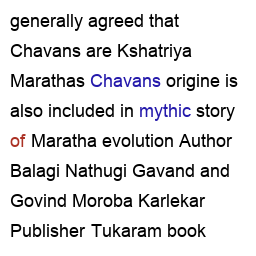 generally agreed that
Chavans are Kshatriya
Marathas Chavans origine is
also included in mythic story
of Maratha evolution Author
Balagi Nathugi Gavand and
Govind Moroba Karlekar
Publisher Tukaram book